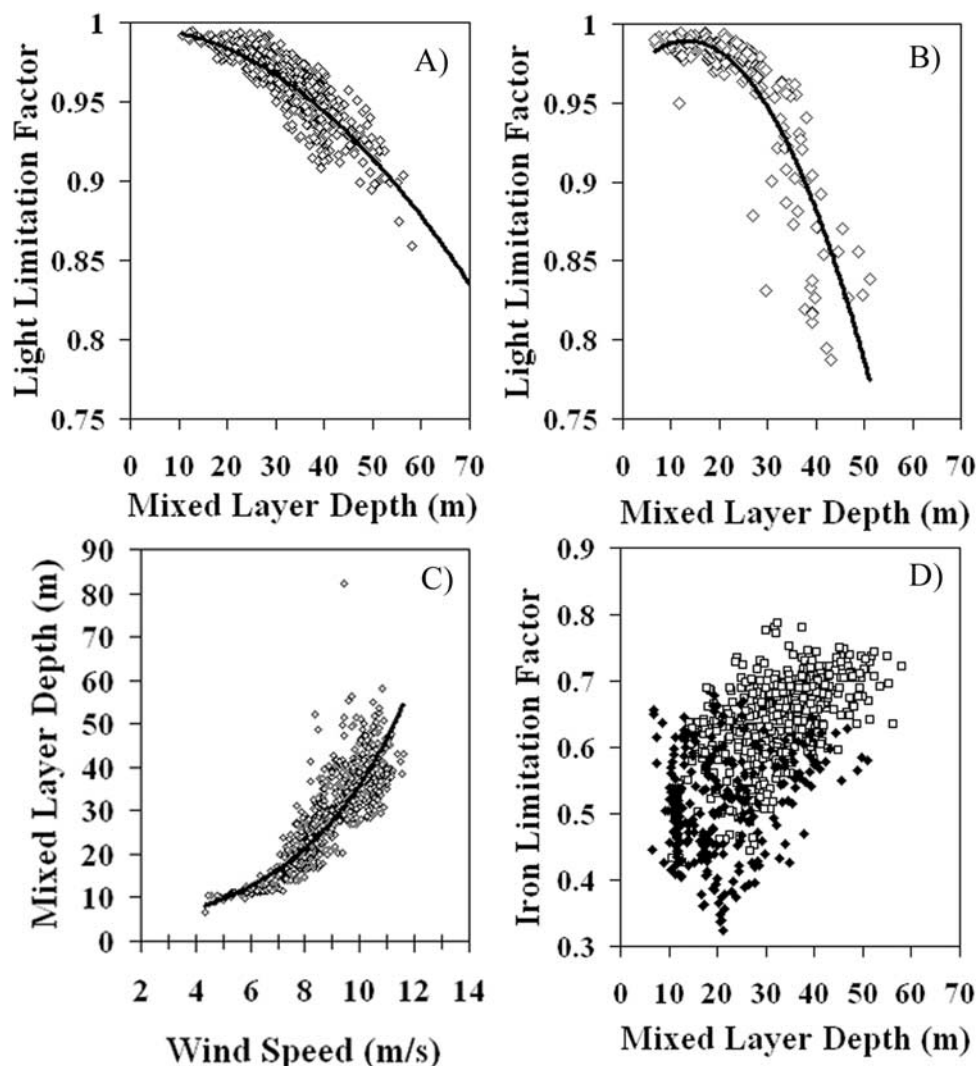 A)
Light Limitation Factor
1
0.95
0.9
0.85
0.8
0.75
0 10 20 30 40 50 60 70
Mixed Layer Depth (m)
B)
Light Limitation Factor
1
0.95
0.9
0.85
0.8
0.75
0 10 20 30 40 50 60 70
Mixed Layer Depth (m)
C)
Mixed Layer Depth (m)
90
80
70
60
50
40
30
20
10
0
2 4 6 8 10 12 14
Wind Speed (m/s)
D)
Iron Limitation Factor
0.9
0.8
0.7
0.6
0.5
0.4
0.3
0 10 20 30 40 50 60 70
Mixed Layer Depth (m)